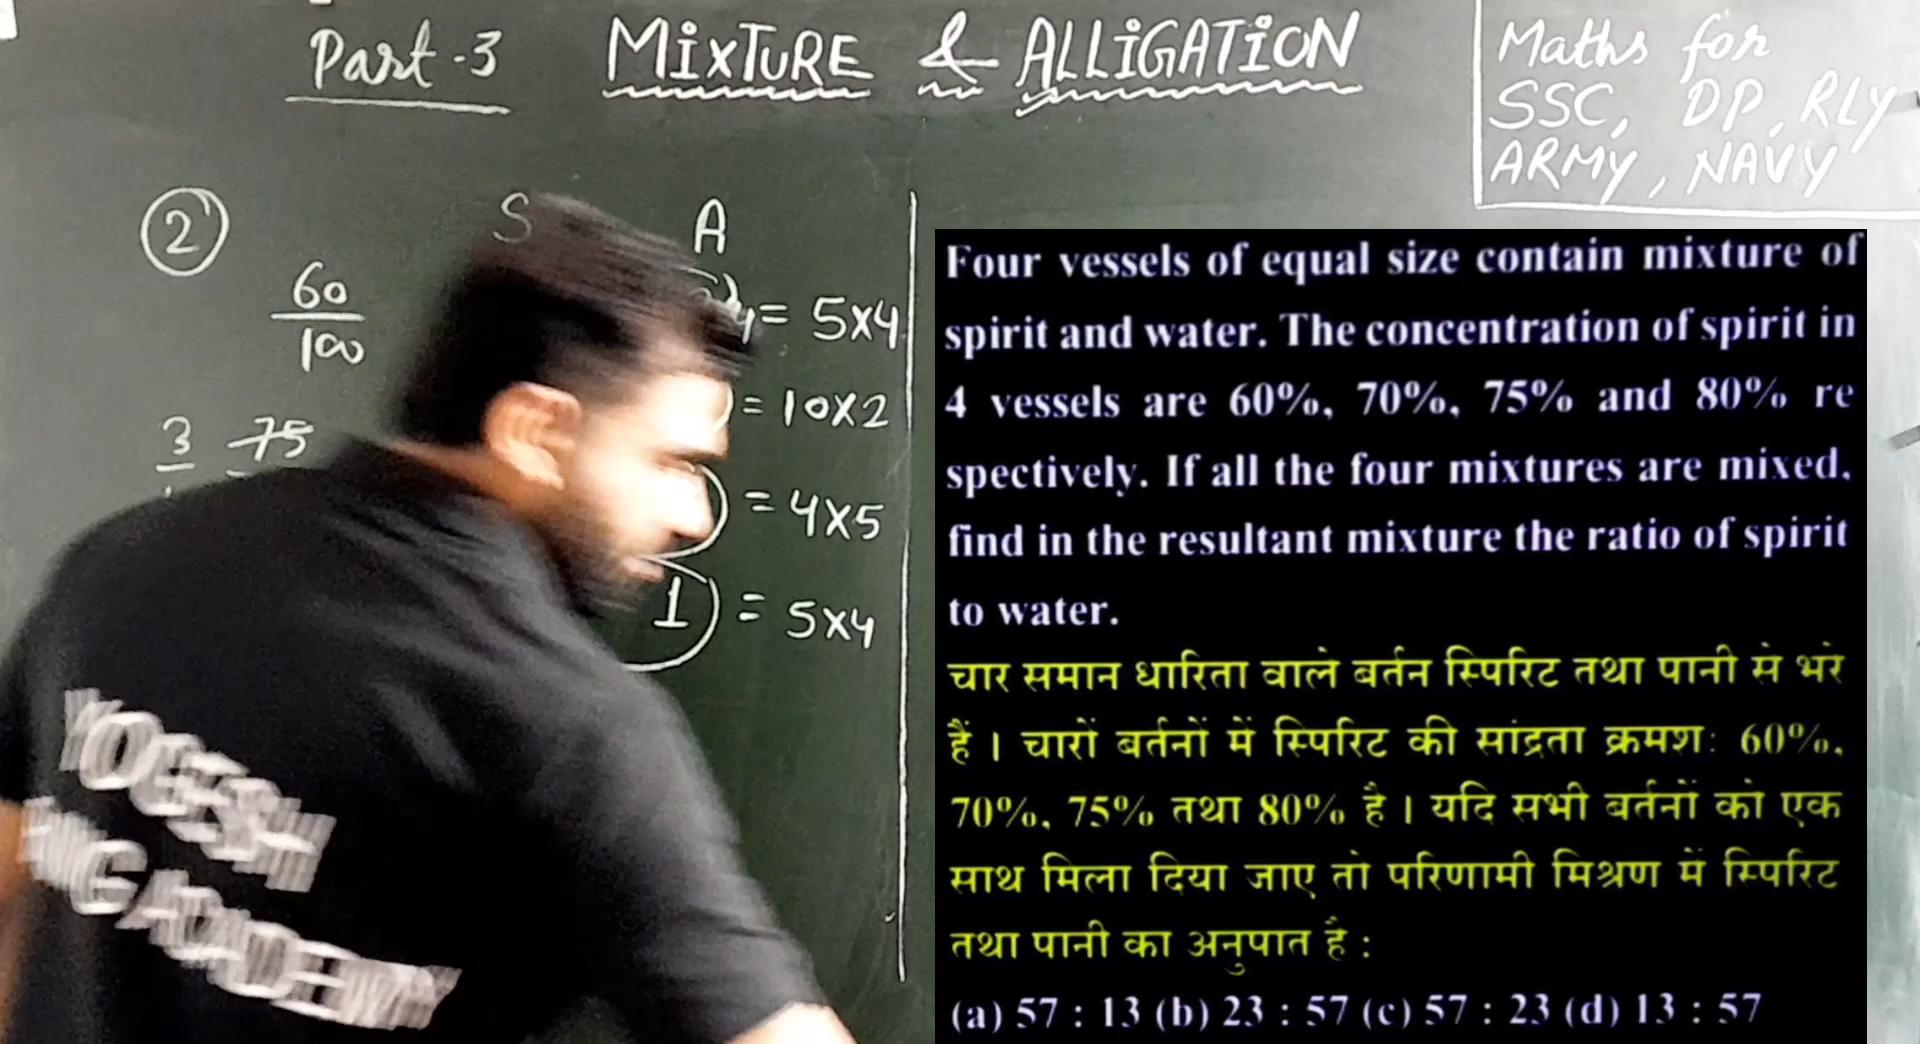 Part-3 MIXTURE & ALLIGATION
Maths for
SSC, DP, RLY
ARMY, NAVY
2
S A
60
100
= 5x4
= 10x2
3 75
= 4x5
1) = 5x4
Four vessels of equal size contain mixture of
spirit and water. The concentration of spirit in
4 vessels are 60%, 70%, 75% and 80% re
spectively. If all the four mixtures are mixed,
find in the resultant mixture the ratio of spirit
to water.
चार समान धारिता वाले बर्तन स्पिरिट तथा पानी से भरे
हैं । चारों बर्तनों में स्पिरिट की सांद्रता क्रमश: 60%,
70%, 75% तथा 80% है । यदि सभी बर्तनों को एक
साथ मिला दिया जाए तो परिणामी मिश्रण में स्पिरिट
तथा पानी का अनुपात है :
(a) 57 : 13 (b) 23 : 57 (c) 57 : 23 (d) 13 : 57